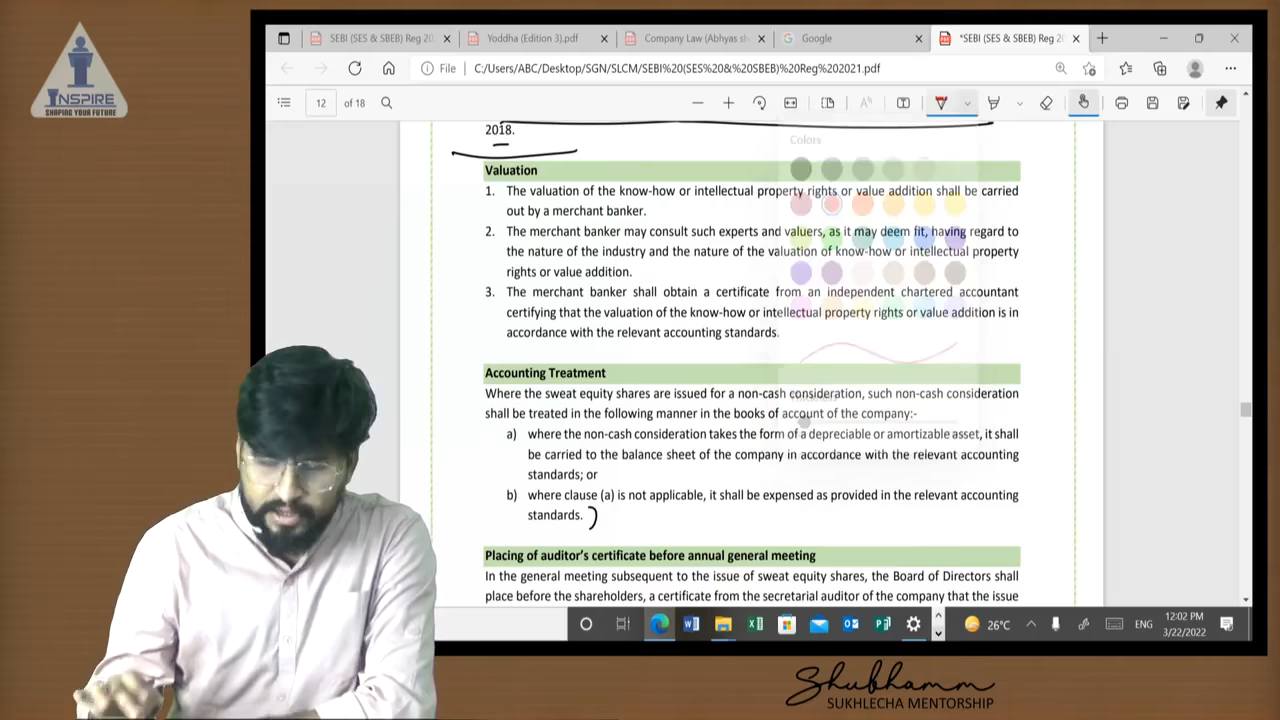 INSPIRE
SHAPING YOUR FUTURE
SEBI (SES & SBEB) Reg 20
Yoddha (Edition 3).pdf
Company Law (Abhyas sh
Google
*SEBI (SES & SBEB) Reg 2
File
C:/Users/ABC/Desktop/SGN/SLCM/SEBI%20(SES%20&%20SBEB)%20Reg%202021.pdf
12 of 18
2018.
Colors
Valuation
1. The valuation of the know-how or intellectual property rights or value addition shall be carried
out by a merchant banker.
2. The merchant banker may consult such experts and valuers, as it may deem fit, having regard to
the nature of the industry and the nature of the valuation of know-how or intellectual property
rights or value addition.
3. The merchant banker shall obtain a certificate from an independent chartered accountant
certifying that the valuation of the know-how or intellectual property rights or value addition is in
accordance with the relevant accounting standards.
Accounting Treatment
Where the sweat equity shares are issued for a non-cash consideration, such non-cash consideration
shall be treated in the following manner in the books of account of the company:-
a) where the non-cash consideration takes the form of a depreciable or amortizable asset, it shall
be carried to the balance sheet of the company in accordance with the relevant accounting
standards; or
b) where clause (a) is not applicable, it shall be expensed as provided in the relevant accounting
standards.
Placing of auditor's certificate before annual general meeting
In the general meeting subsequent to the issue of sweat equity shares, the Board of Directors shall
place before the shareholders, a certificate from the secretarial auditor of the company that the issue
26°C
ENG
12:02 PM
3/22/2022
Shubhamm
SUKHLECHA MENTORSHIP